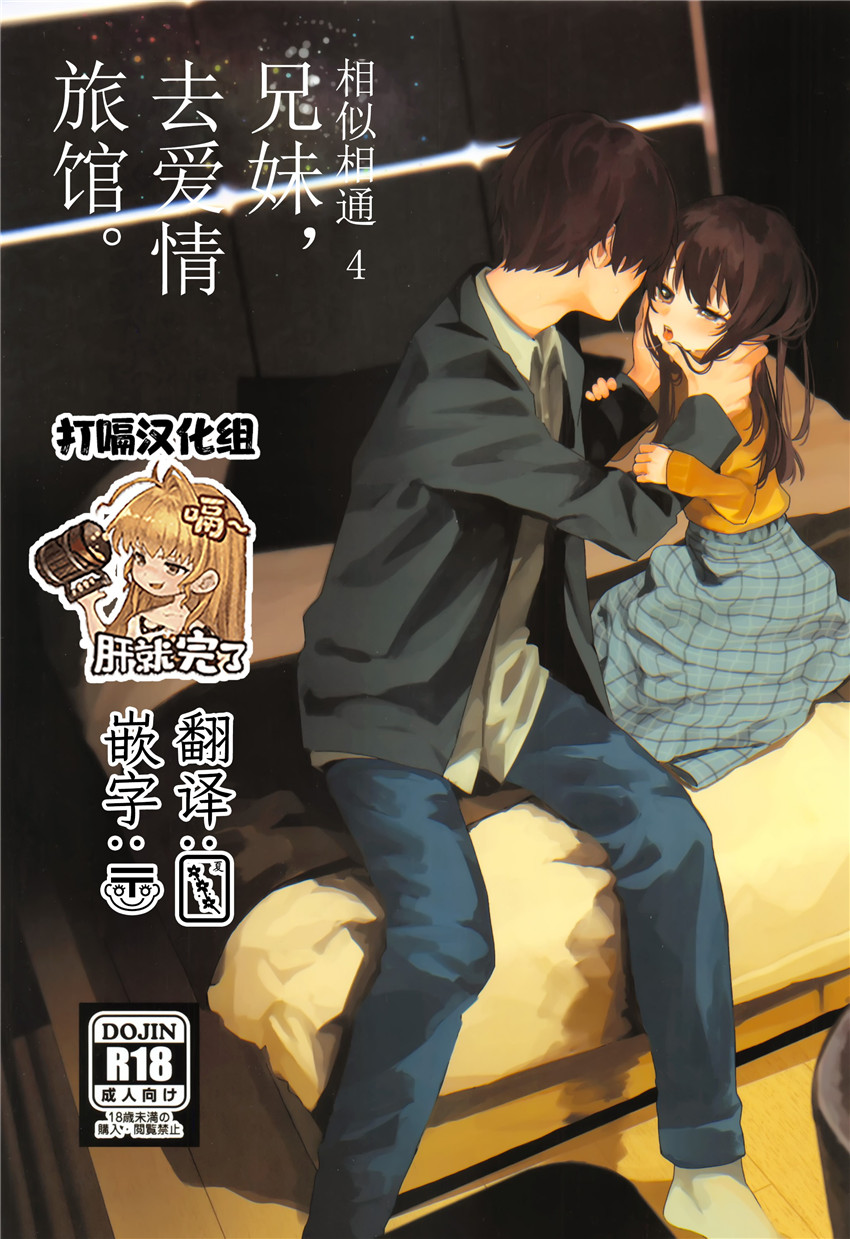 相似相通 4
兄妹，
去爱情
旅馆。
打嗝汉化组
嗝~
肝就完了
翻译：
夏
嵌字：
DOJIN
R18
成人向け
18歳未満の
購入・閲覧禁止